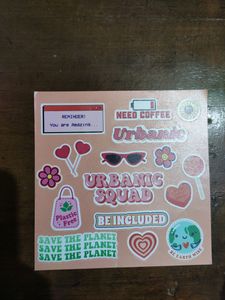 REMINDER!
You are Amazing
NEED COFFEE
Urbanic
URBANIC
SQUAD
Plastic
Free
BE INCLUDED
SAVE THE PLANET
SAVE THE PLANET
SAVE THE PLANET